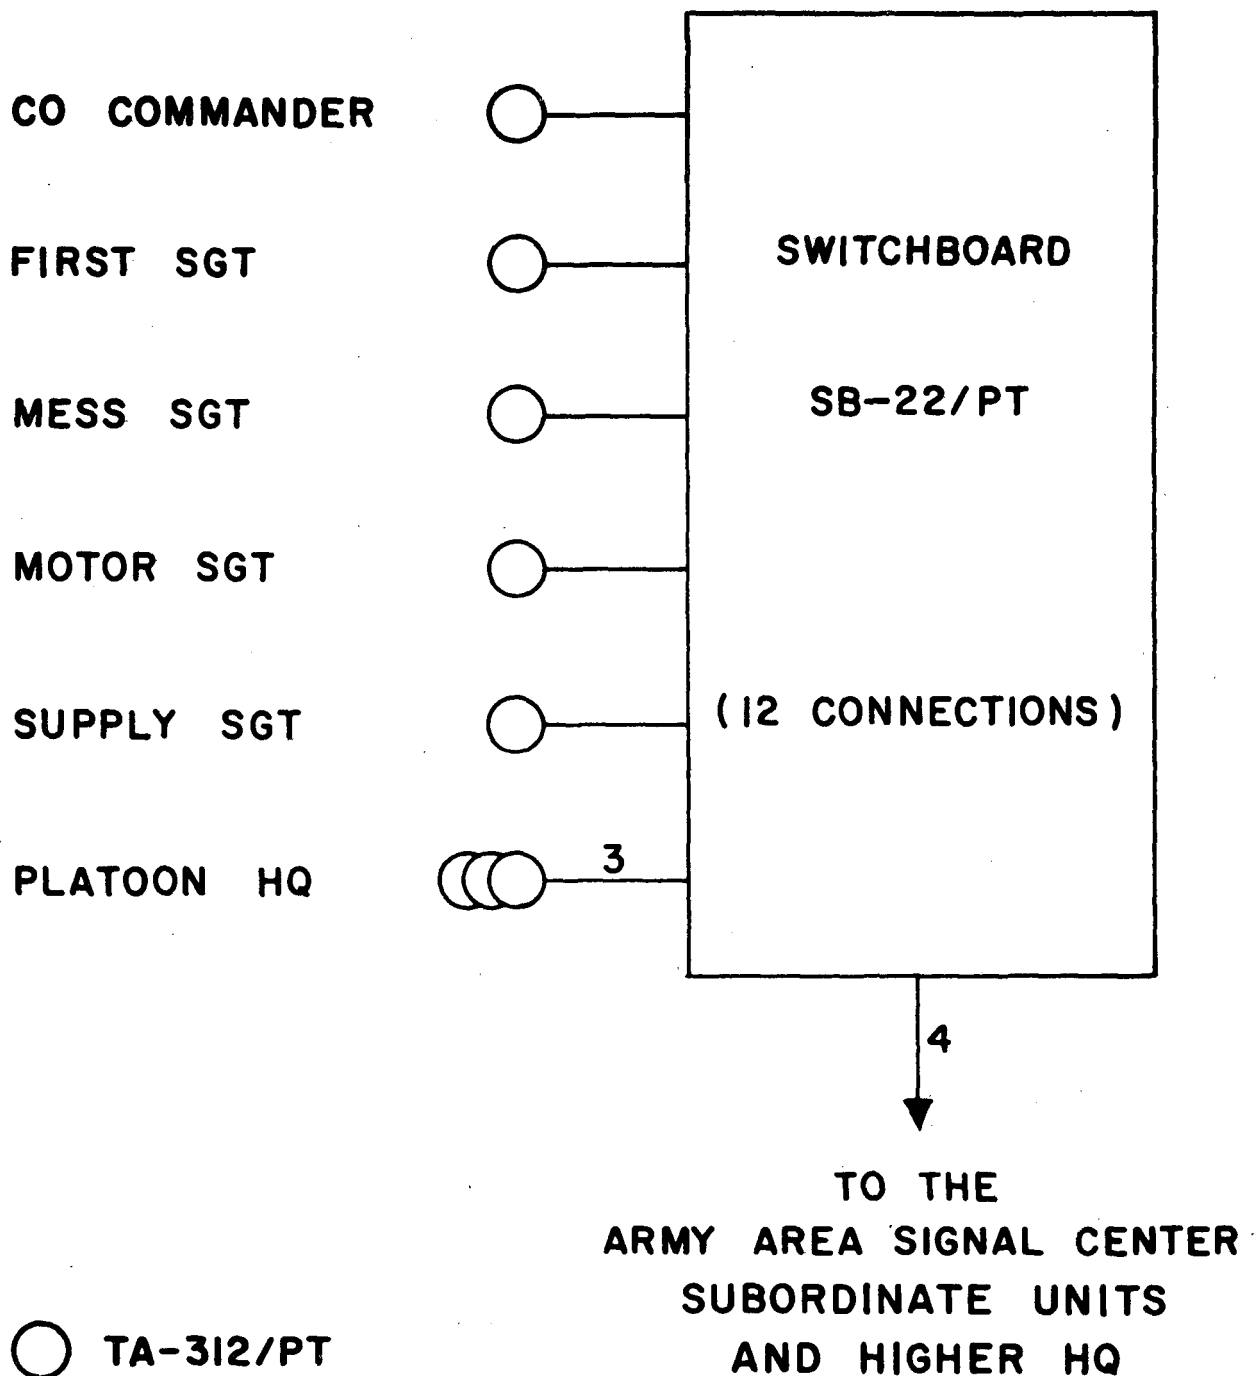 CO COMMANDER
FIRST SGT
MESS SGT
MOTOR SGT
SUPPLY SGT
PLATOON HQ
3
SWITCHBOARD
SB-22/PT
(12 CONNECTIONS)
4
TO THE
ARMY AREA SIGNAL CENTER
SUBORDINATE UNITS
AND HIGHER HQ
TA-312/PT